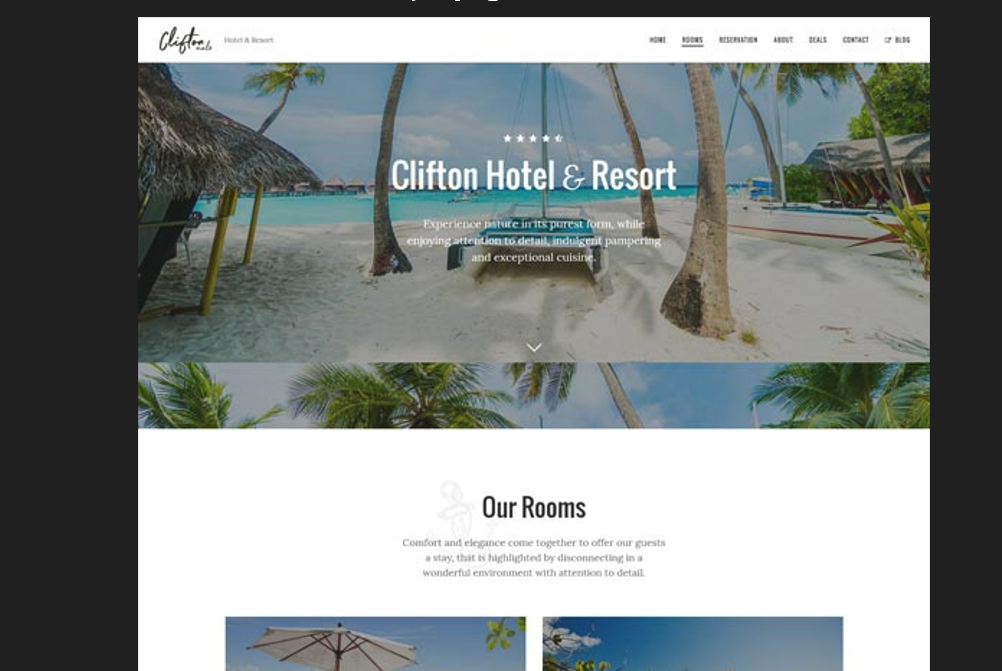 Clifton
Hotel & Resort
HOME ROOMS RESERVATION ABOUT DEALS CONTACT BLOG
Clifton Hotel & Resort
Experience nature in its purest form, while
enjoying attention to detail, indulgent pampering
and exceptional cuisine.
Our Rooms
Comfort and elegance come together to offer our guests
a stay, that is highlighted by disconnecting in a
wonderful environment with attention to detail.